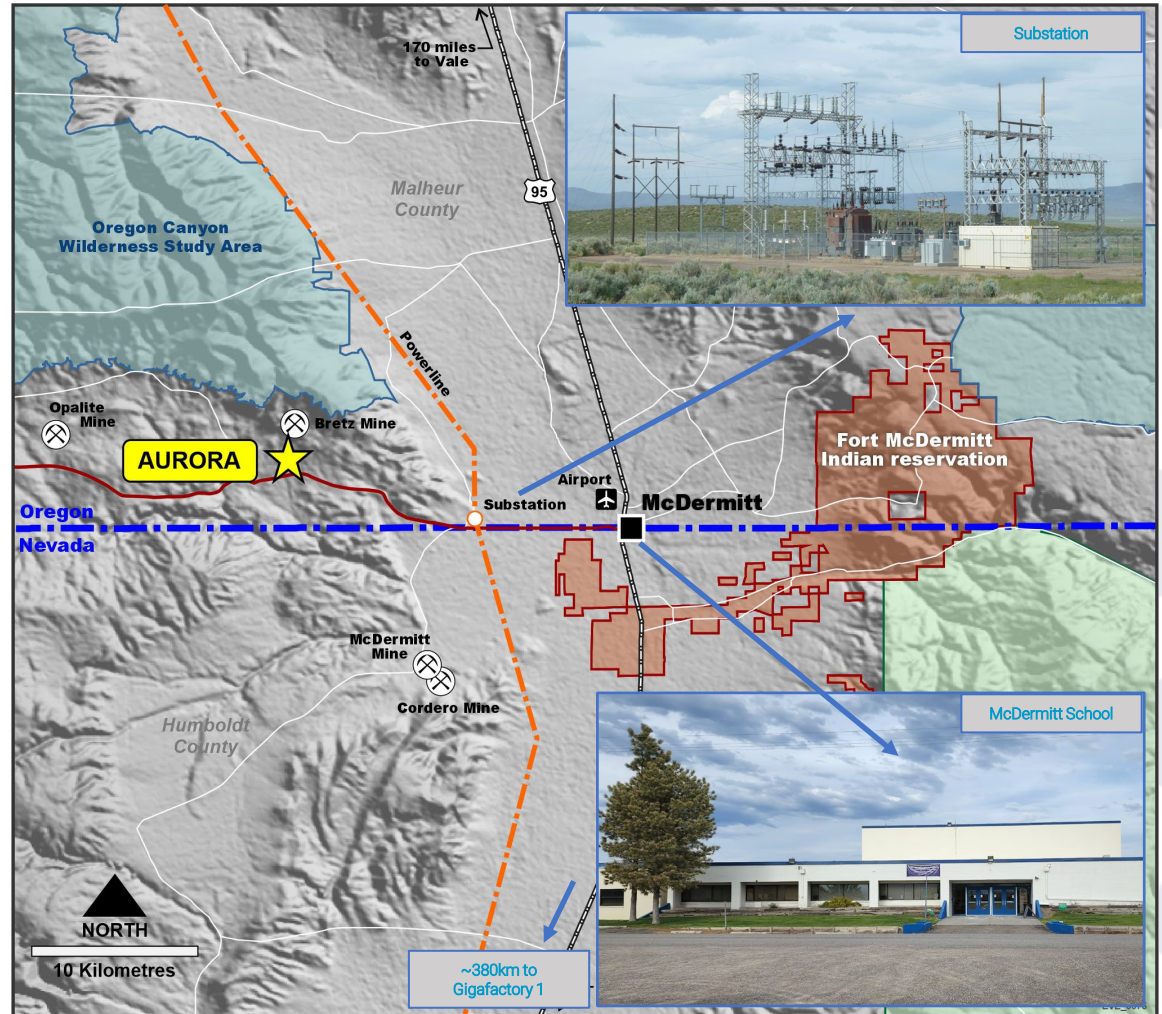 170 miles
to Vale
Substation
95
Malheur
County
Oregon Canyon
Wilderness Study Area
Powerline
Opalite
Mine
Bretz Mine
AURORA
Fort McDermitt
Indian reservation
Airport
Substation
McDermitt
Oregon
Nevada
McDermitt
Mine
Cordero Mine
McDermitt School
Humboldt
County
NORTH
10 Kilometres
~380km to
Gigafactory 1